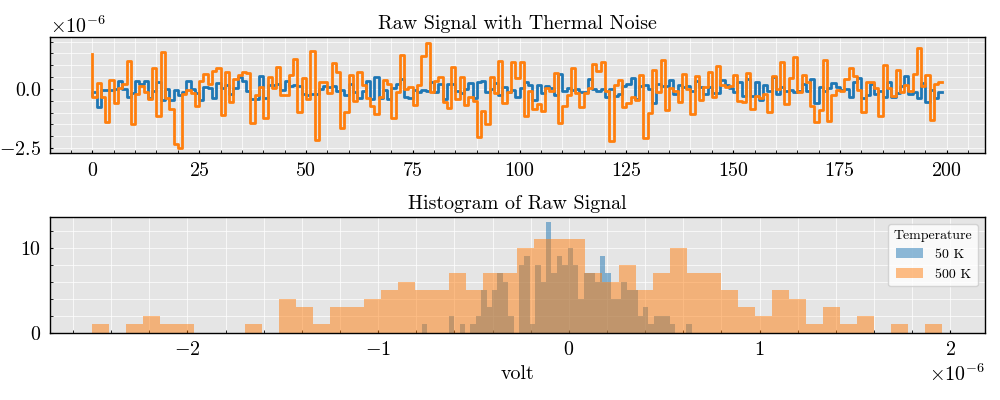 Raw Signal with Thermal Noise
×10⁻⁶
0.0
−2.5
0 25 50 75 100 125 150 175 200
Histogram of Raw Signal
10
0
Temperature
50 K
500 K
−2 −1 0 1 2
volt
×10⁻⁶